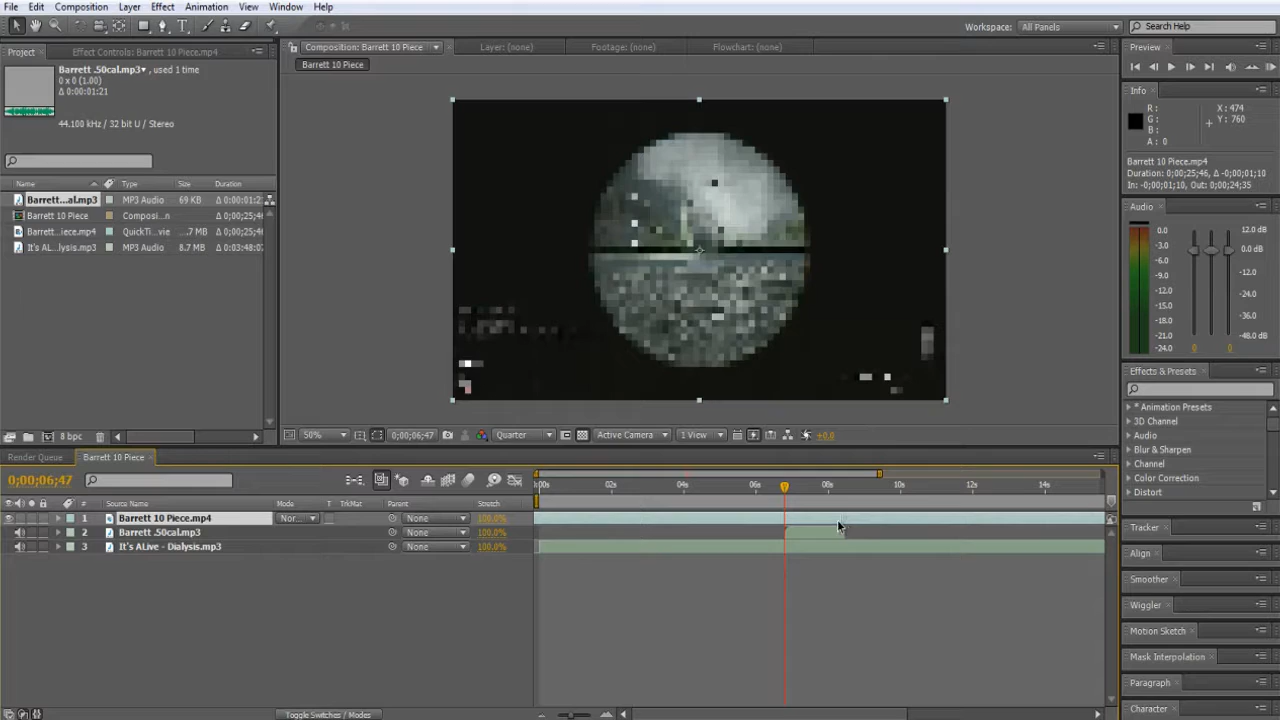 File Edit Composition Layer Effect Animation View Window Help
Workspace: All Panels Search Help
Project Effect Controls: Barrett 10 Piece.mp4
Composition: Barrett 10 Piece Layer: (none) Footage: (none) Flowchart: (none)
Preview
Barrett .50cal.mp3, used 1 time
0 x 0 (1.00)
Δ 0:00:01:21
44.100 kHz / 32 bit U / Stereo
Barrett 10 Piece
Info
R: X: 474
G: Y: 760
B:
A: 0
Barrett 10 Piece.mp4
Duration: 0;00;25;46, Δ -0;00;01;10
In: -0;00;01;10, Out: 0;00;24;35
Name Type Size Duration
Barrett...al.mp3 MP3 Audio 69 KB Δ 0:00:01:2
Barrett 10 Piece Composi...n Δ 0;00;25;46
Barrett...iece.mp4 QuickTi...vie ...7 MB Δ 0;00;25;46
It's AL...lysis.mp3 MP3 Audio 8.7 MB Δ 0:03:48:0
Audio
0.0 12.0 dB
-3.0 0.0 dB
-6.0
-9.0 -12.0
-12.0
-15.0 -24.0
-18.0 -36.0
-21.0
-24.0 -48.0 dB
0 0
Effects & Presets
* Animation Presets
3D Channel
Audio
Blur & Sharpen
Channel
Color Correction
Distort
8 bpc
50% 0;00;06;47 Quarter Active Camera 1 View +0.0
Render Queue Barrett 10 Piece
0;00;06;47
:00s 02s 04s 06s 08s 10s 12s 14s
# Source Name Mode T TrkMat Parent Stretch
1 Barrett 10 Piece.mp4 Nor... None 100.0%
2 Barrett .50cal.mp3 None 100.0%
3 It's ALive - Dialysis.mp3 None 100.0%
Toggle Switches / Modes
Tracker
Align
Smoother
Wiggler
Motion Sketch
Mask Interpolation
Paragraph
Character